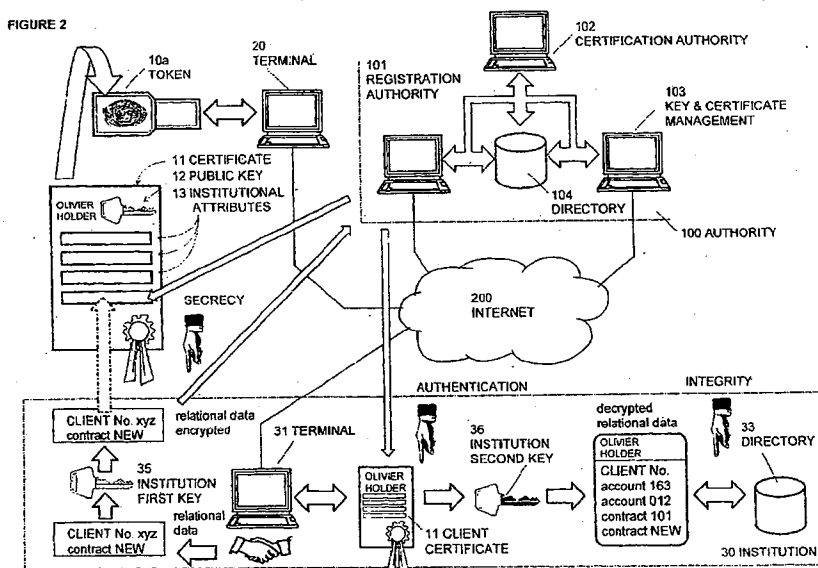 FIGURE 2
10a
TOKEN
20
TERMINAL
102
CERTIFICATION AUTHORITY
101
REGISTRATION
AUTHORITY
103
KEY & CERTIFICATE
MANAGEMENT
11 CERTIFICATE
12 PUBLIC KEY
13 INSTITUTIONAL
ATTRIBUTES
OLIVIER
HOLDER
104
DIRECTORY
100 AUTHORITY
200
INTERNET
SECRECY
AUTHENTICATION
INTEGRITY
CLIENT No. xyz
contract NEW
relational data
encrypted
31 TERMINAL
36
INSTITUTION
SECOND KEY
decrypted
relational data
33
DIRECTORY
35
INSTITUTION
FIRST KEY
relational
data
CLIENT No. xyz
contract NEW
OLIVIER
HOLDER
11 CLIENT
CERTIFICATE
OLIVIER
HOLDER
CLIENT No.
account 163
account 012
contract 101
contract NEW
30 INSTITUTION